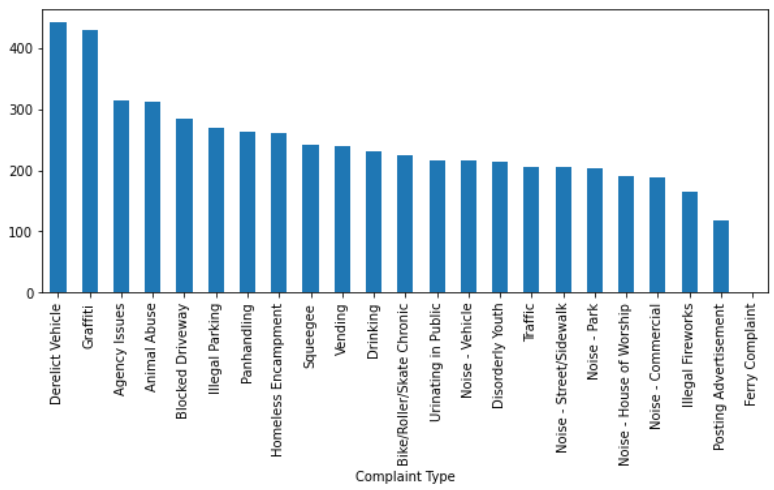 400
300
200
100
0
Derelict Vehicle
Graffiti
Agency Issues
Animal Abuse
Blocked Driveway
Illegal Parking
Panhandling
Homeless Encampment
Squeegee
Vending
Drinking
Bike/Roller/Skate Chronic
Urinating in Public
Noise - Vehicle
Disorderly Youth
Traffic
Noise - Street/Sidewalk
Noise - Park
Noise - House of Worship
Noise - Commercial
Illegal Fireworks
Posting Advertisement
Ferry Complaint
Complaint Type